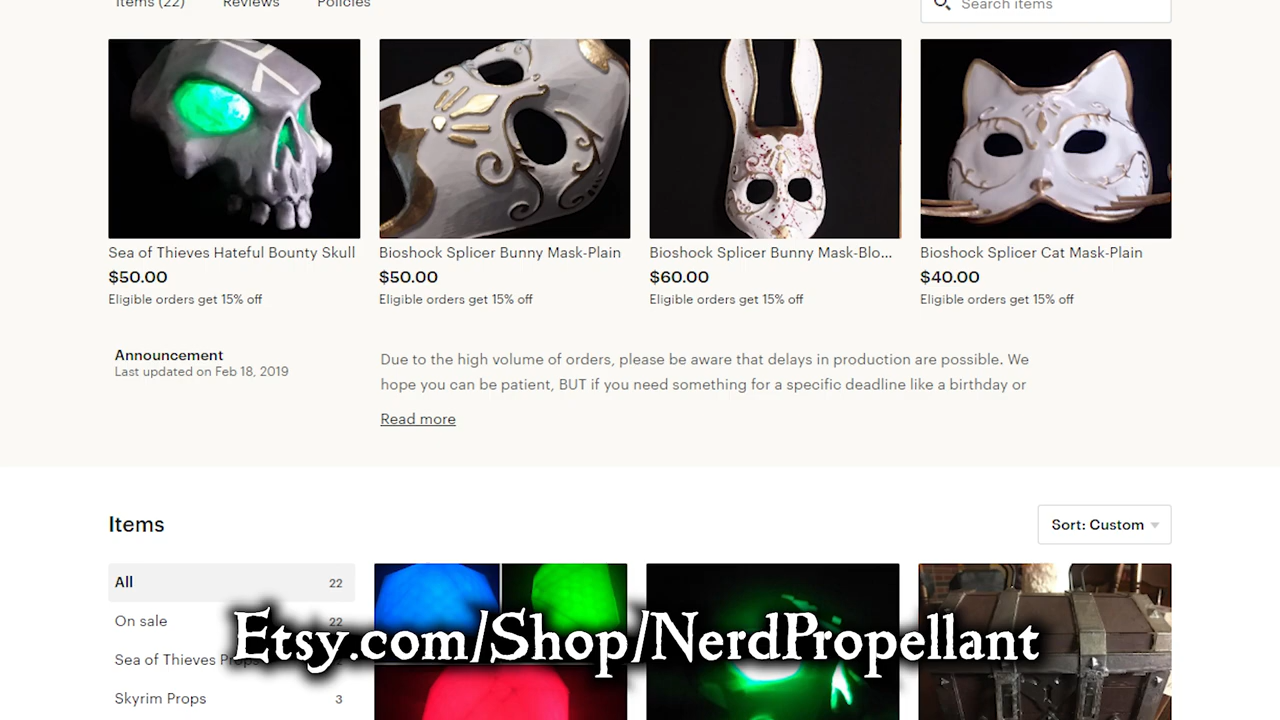 Items (22) Reviews Policies
Search items
Sea of Thieves Hateful Bounty Skull
$50.00
Eligible orders get 15% off
Bioshock Splicer Bunny Mask-Plain
$50.00
Eligible orders get 15% off
Bioshock Splicer Bunny Mask-Blo...
$60.00
Eligible orders get 15% off
Bioshock Splicer Cat Mask-Plain
$40.00
Eligible orders get 15% off
Announcement
Last updated on Feb 18, 2019
Due to the high volume of orders, please be aware that delays in production are possible. We
hope you can be patient, BUT if you need something for a specific deadline like a birthday or
Read more
Items
Sort: Custom
All 22
On sale 22
Sea of Thieves Props
Skyrim Props 3
Etsy.com/Shop/NerdPropellant